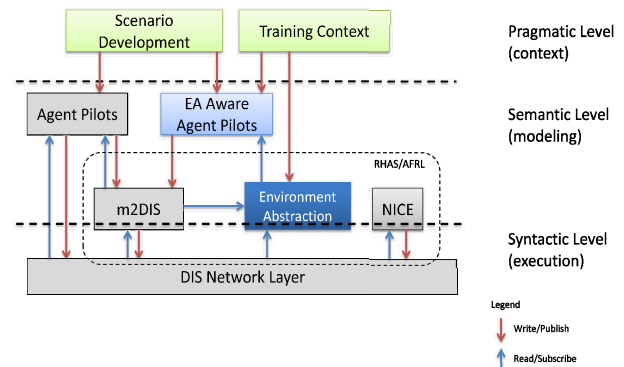 Scenario
Development
Training Context
Pragmatic Level
(context)
Agent Pilots
EA Aware
Agent Pilots
Semantic Level
(modeling)
RHAS/AFRL
m2DIS
Environment
Abstraction
NICE
Syntactic Level
(execution)
DIS Network Layer
Legend
Write/Publish
Read/Subscribe